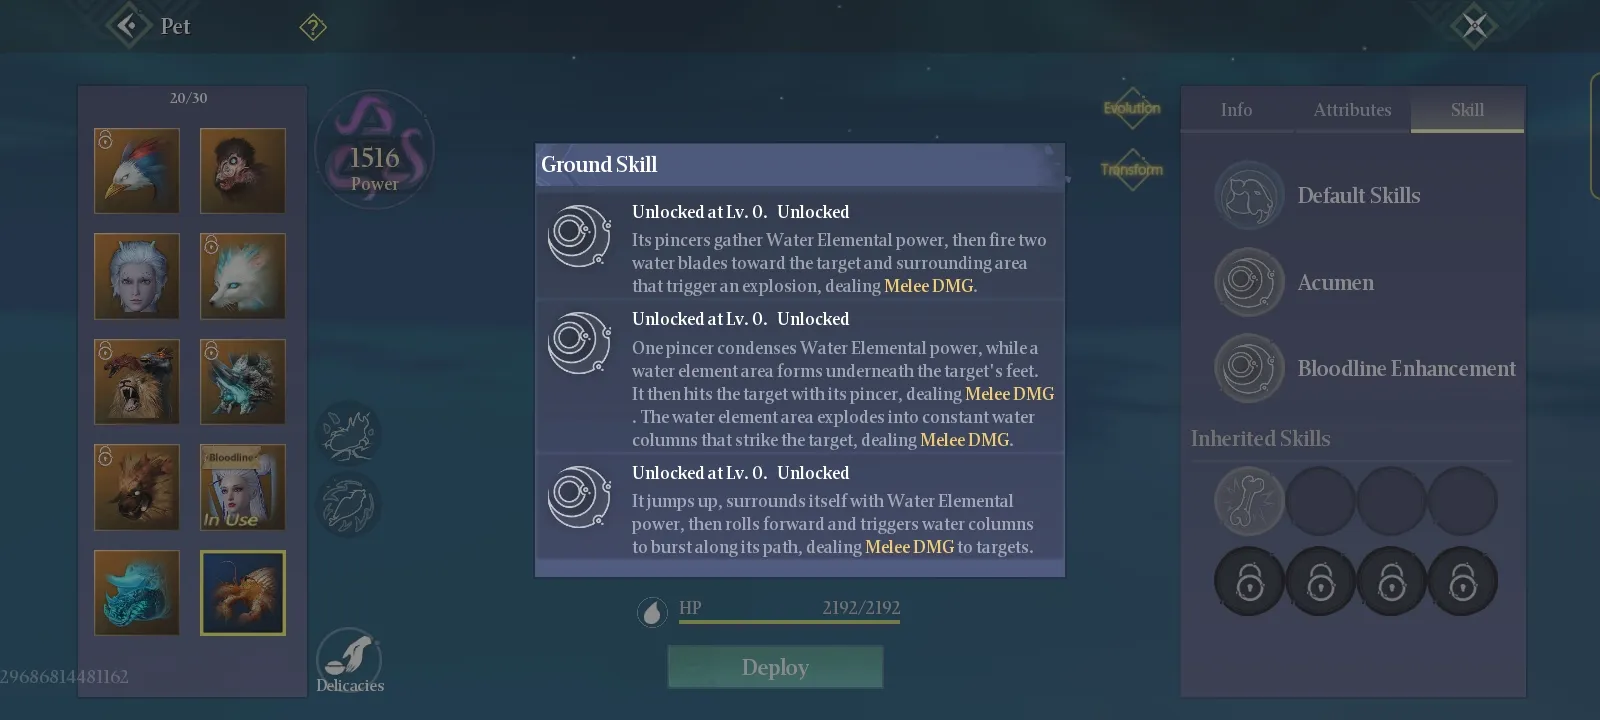 Pet
?
20/30
1516
Power
Bloodline
In Use
Delicacies
29686814481162
Ground Skill
Unlocked at Lv. 0. Unlocked
Its pincers gather Water Elemental power, then fire two
water blades toward the target and surrounding area
that trigger an explosion, dealing Melee DMG.
Unlocked at Lv. 0. Unlocked
One pincer condenses Water Elemental power, while a
water element area forms underneath the target's feet.
It then hits the target with its pincer, dealing Melee DMG
. The water element area explodes into constant water
columns that strike the target, dealing Melee DMG.
Unlocked at Lv. 0. Unlocked
It jumps up, surrounds itself with Water Elemental
power, then rolls forward and triggers water columns
to burst along its path, dealing Melee DMG to targets.
HP 2192/2192
Deploy
Evolution
Transform
Info Attributes Skill
Default Skills
Acumen
Bloodline Enhancement
Inherited Skills